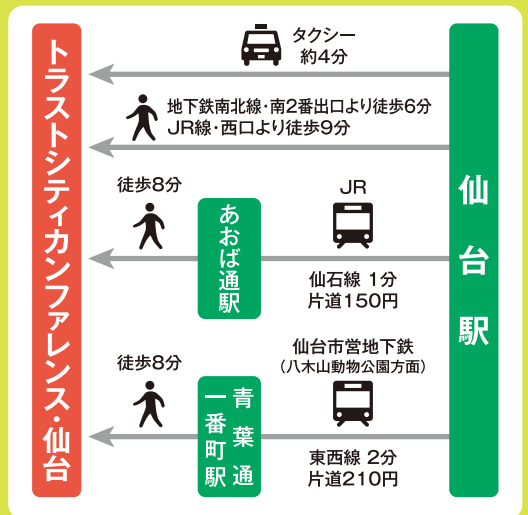 トラストシティカンファレンス・仙台
仙台駅
タクシー
約4分
地下鉄南北線・南2番出口より徒歩6分
JR線・西口より徒歩9分
徒歩8分
あおば通駅
JR
仙石線 1分
片道150円
徒歩8分
青葉通
一番町駅
仙台市営地下鉄
(八木山動物公園方面)
東西線 2分
片道210円